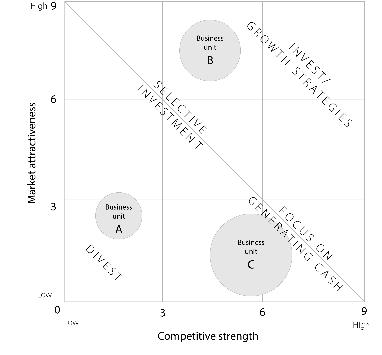 High 9
INVEST/
GROWTH STRATEGIES
Business
unit
B
SELECTIVE
INVESTMENT
6
Market attractiveness
3
Business
unit
A
FOCUS ON
GENERATING CASH
Business
unit
C
DIVEST
Low
0
3
6
9
Low
High
Competitive strength